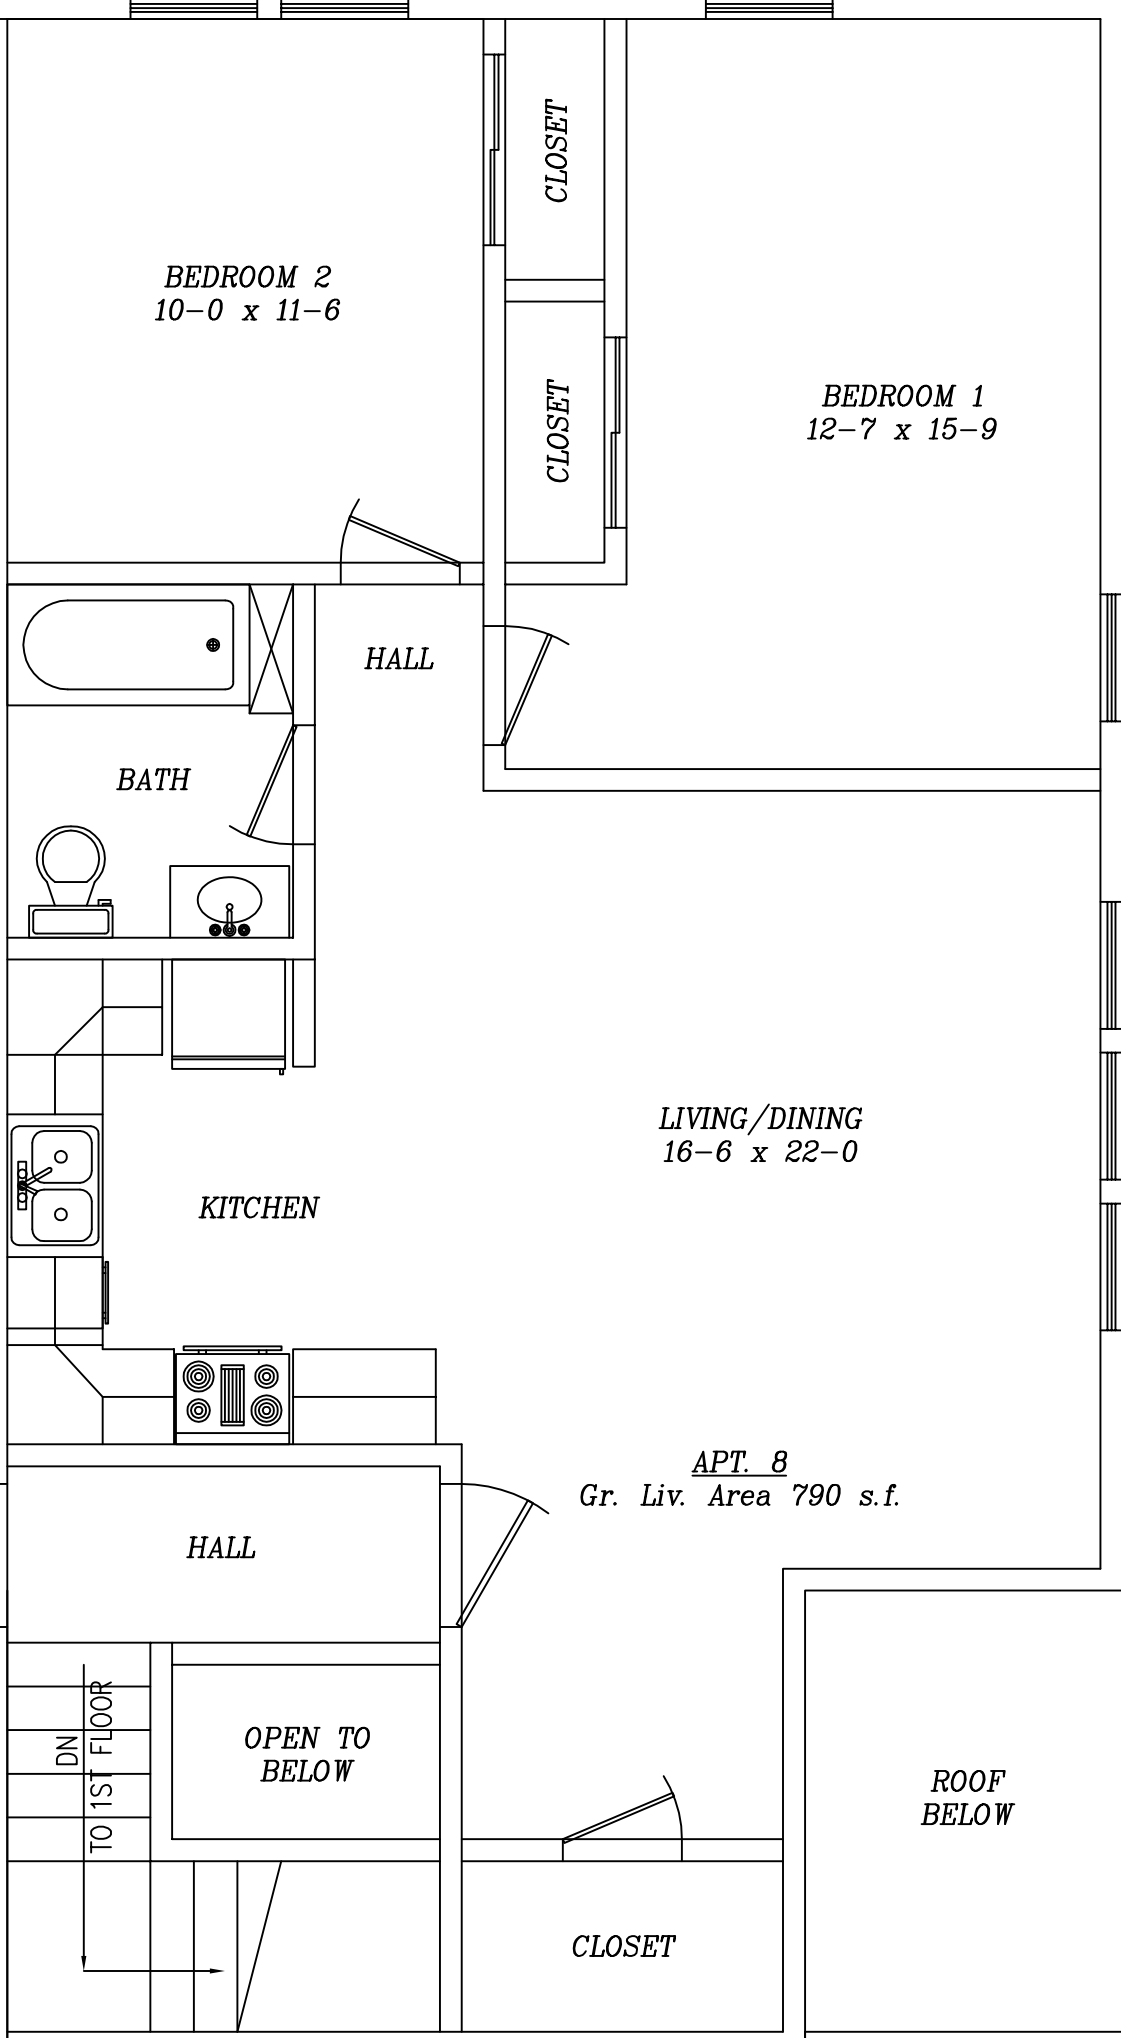 CLOSET
BEDROOM 2
10-0 x 11-6
CLOSET
BEDROOM 1
12-7 x 15-9
HALL
BATH
LIVING/DINING
16-6 x 22-0
KITCHEN
APT. 8
Gr. Liv. Area 790 s.f.
HALL
DN
TO 1ST FLOOR
OPEN TO
BELOW
ROOF
BELOW
CLOSET